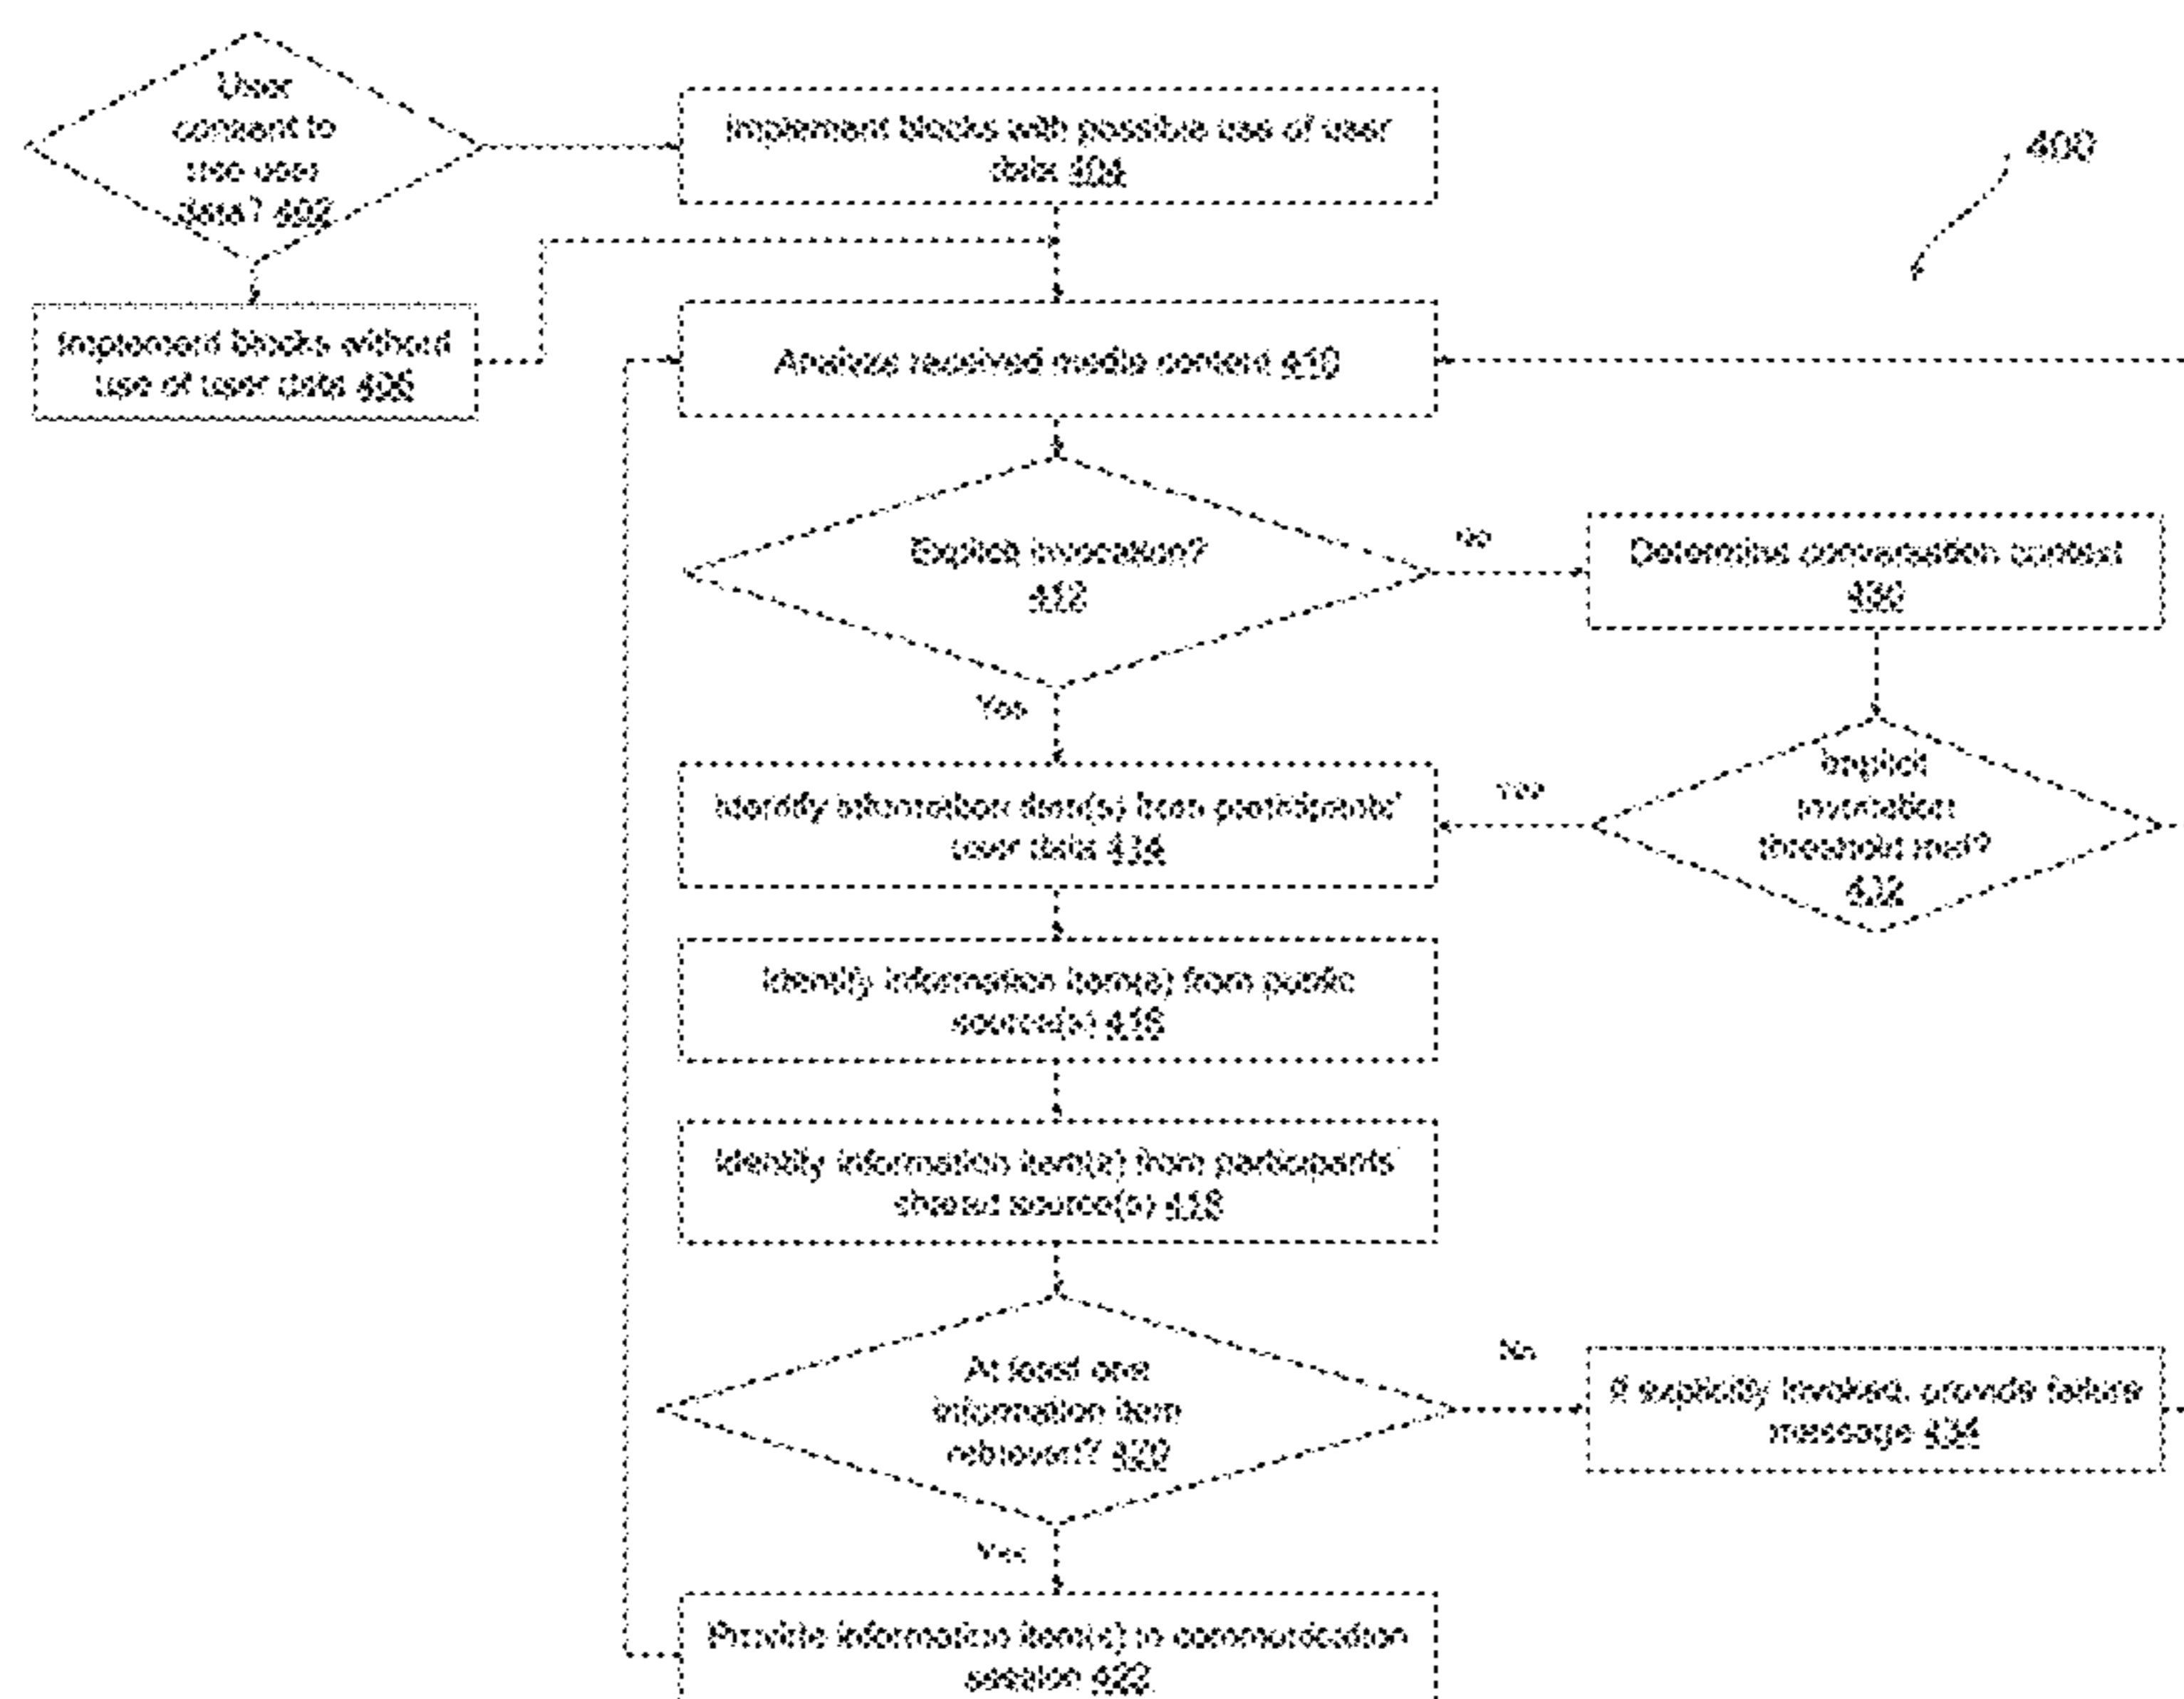 User
consent to
use user
data? 402
Implement blocks with possible use of user
data 404
400
Implement blocks without
use of user data 406
Analyze received media content 410
Explicit invocation?
412
No
Determine conversation context
430
Yes
Identify information item(s) from participants'
user data 414
Yes
Implicit
invocation
threshold met?
432
Identify information item(s) from public
source(s) 416
Identify information item(s) from participants'
shared source(s) 418
At least one
information item
retrieved? 420
No
If explicitly invoked, provide failure
message 434
Yes
Provide information item(s) in communication
session 422